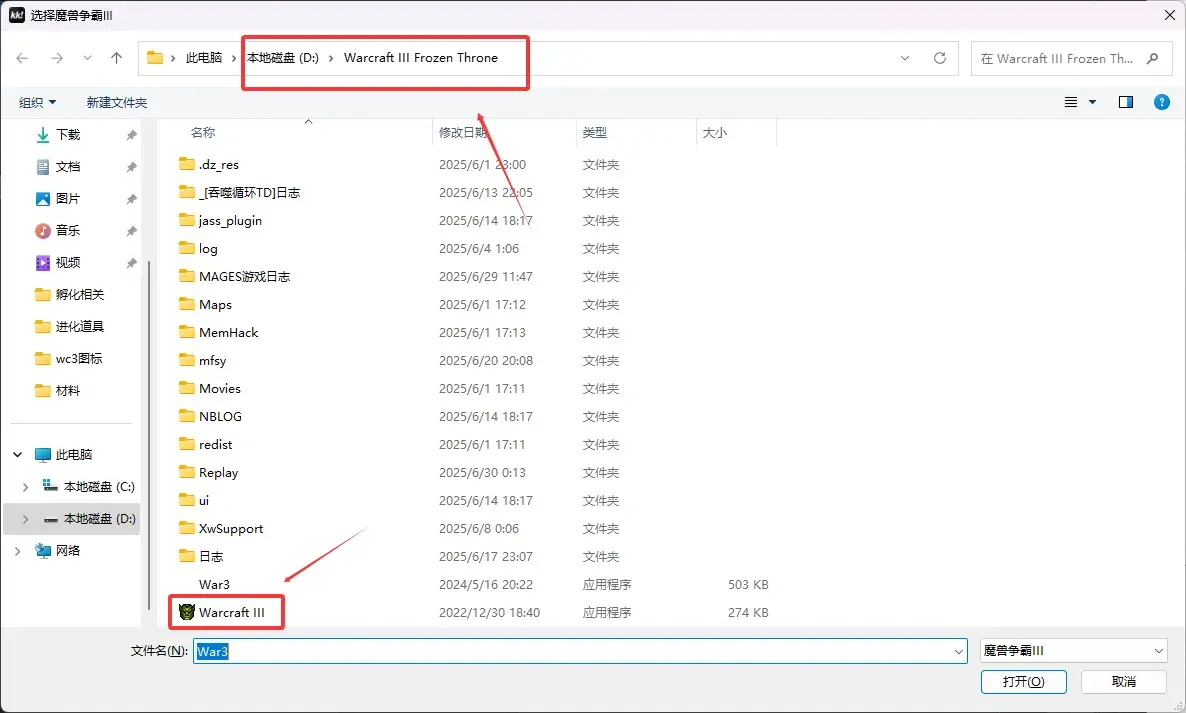 kk! 选择魔兽争霸III
此电脑 本地磁盘 (D:) Warcraft III Frozen Throne 在 Warcraft III Frozen Th...
组织 新建文件夹 ?
下载
文档
图片
音乐
视频
孵化相关
进化道具
wc3图标
材料
此电脑
本地磁盘 (C:)
本地磁盘 (D:)
网络
名称 修改日期 类型 大小
.dz_res 2025/6/1 23:00 文件夹
_[吞噬循环TD]日志 2025/6/13 22:05 文件夹
jass_plugin 2025/6/14 18:17 文件夹
log 2025/6/4 1:06 文件夹
MAGES游戏日志 2025/6/29 11:47 文件夹
Maps 2025/6/1 17:12 文件夹
MemHack 2025/6/1 17:13 文件夹
mfsy 2025/6/20 20:08 文件夹
Movies 2025/6/1 17:11 文件夹
NBLOG 2025/6/14 18:17 文件夹
redist 2025/6/1 17:11 文件夹
Replay 2025/6/30 0:13 文件夹
ui 2025/6/14 18:17 文件夹
XwSupport 2025/6/8 0:06 文件夹
日志 2025/6/17 23:07 文件夹
War3 2024/5/16 20:22 应用程序 503 KB
Warcraft III 2022/12/30 18:40 应用程序 274 KB
文件名(N): War3 魔兽争霸III
打开(O) 取消